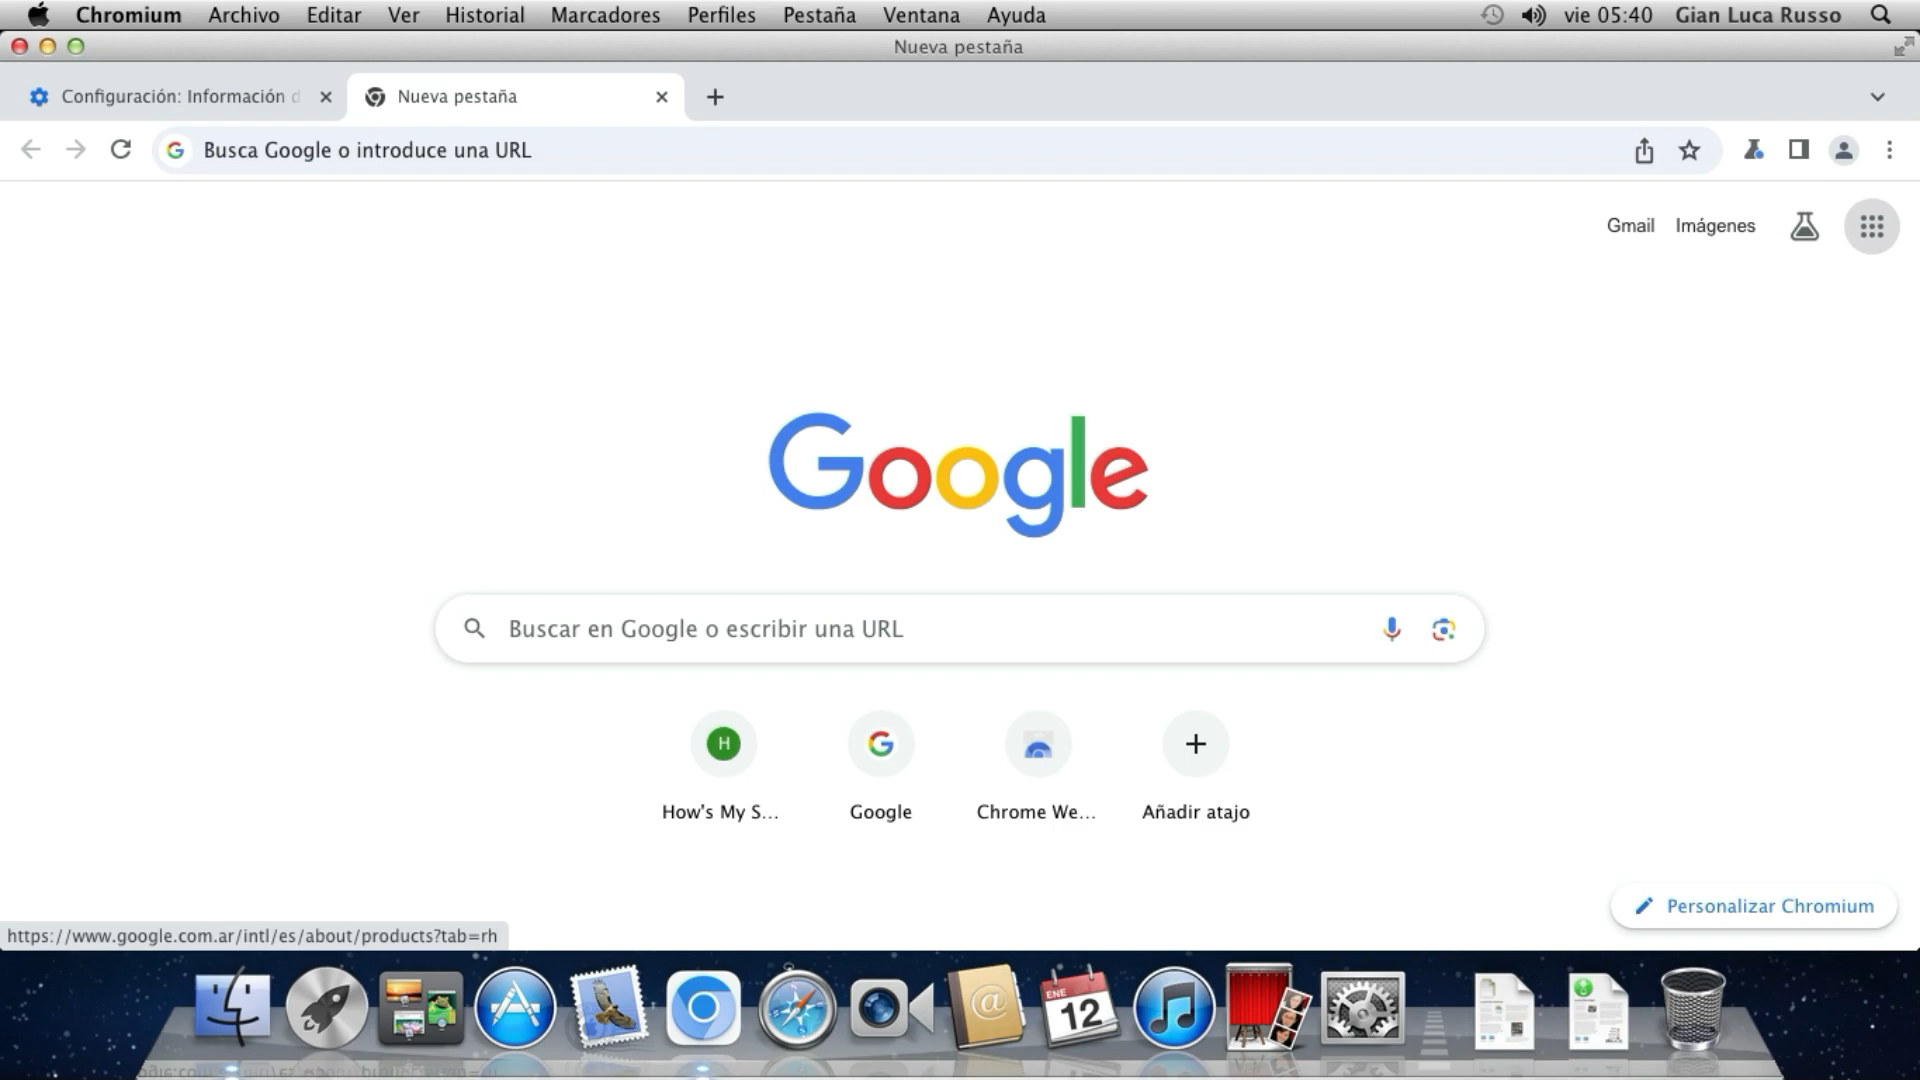 Chromium Archivo Editar Ver Historial Marcadores Perfiles Pestaña Ventana Ayuda vie 05:40 Gian Luca Russo
Nueva pestaña
Configuración: Información d Nueva pestaña
Busca Google o introduce una URL
Gmail Imágenes
Google
Buscar en Google o escribir una URL
H
How's My S... Google Chrome We... Añadir atajo
Personalizar Chromium
https://www.google.com.ar/intl/es/about/products?tab=rh
ENE
12